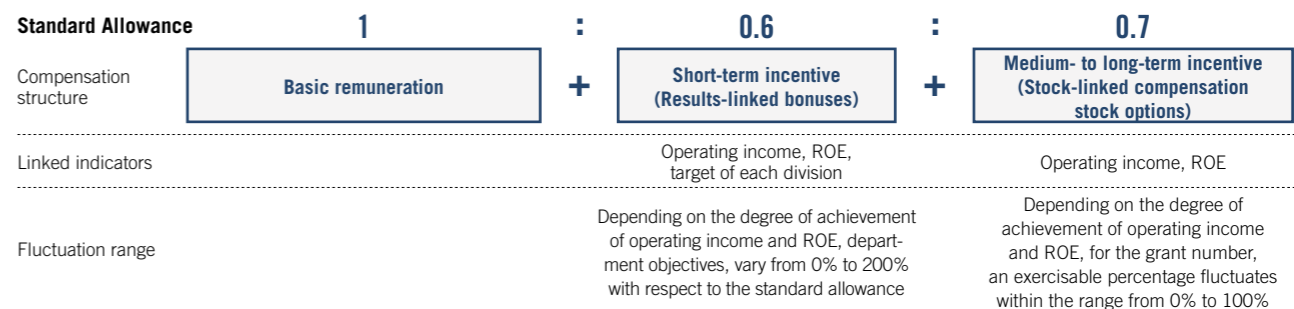 Standard Allowance 1 : 0.6 : 0.7
Compensation
structure
Basic remuneration
+
Short-term incentive
(Results-linked bonuses)
+
Medium- to long-term incentive
(Stock-linked compensation
stock options)
Linked indicators
Operating income, ROE,
target of each division
Operating income, ROE
Fluctuation range
Depending on the degree of achievement
of operating income and ROE, depart-
ment objectives, vary from 0% to 200%
with respect to the standard allowance
Depending on the degree of
achievement of operating income
and ROE, for the grant number,
an exercisable percentage fluctuates
within the range from 0% to 100%